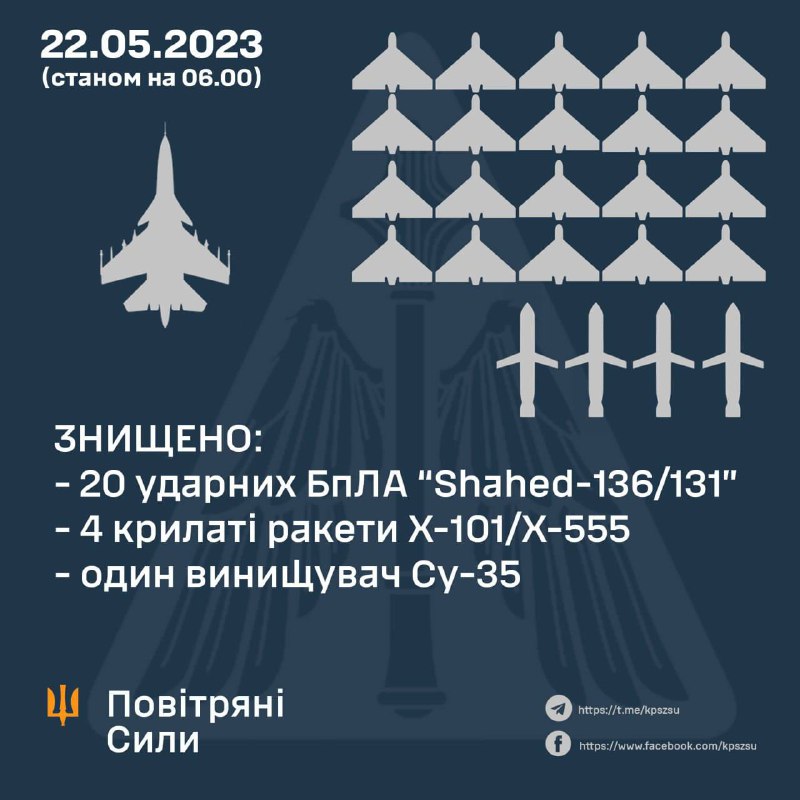 22.05.2023
(станом на 06.00)
ЗНИЩЕНО:
- 20 ударних БпЛА “Shahed-136/131”
- 4 крилаті ракети Х-101/Х-555
- один винищувач Су-35
Повітряні
Сили
https://t.me/kpszsu
https://www.facebook.com/kpszsu